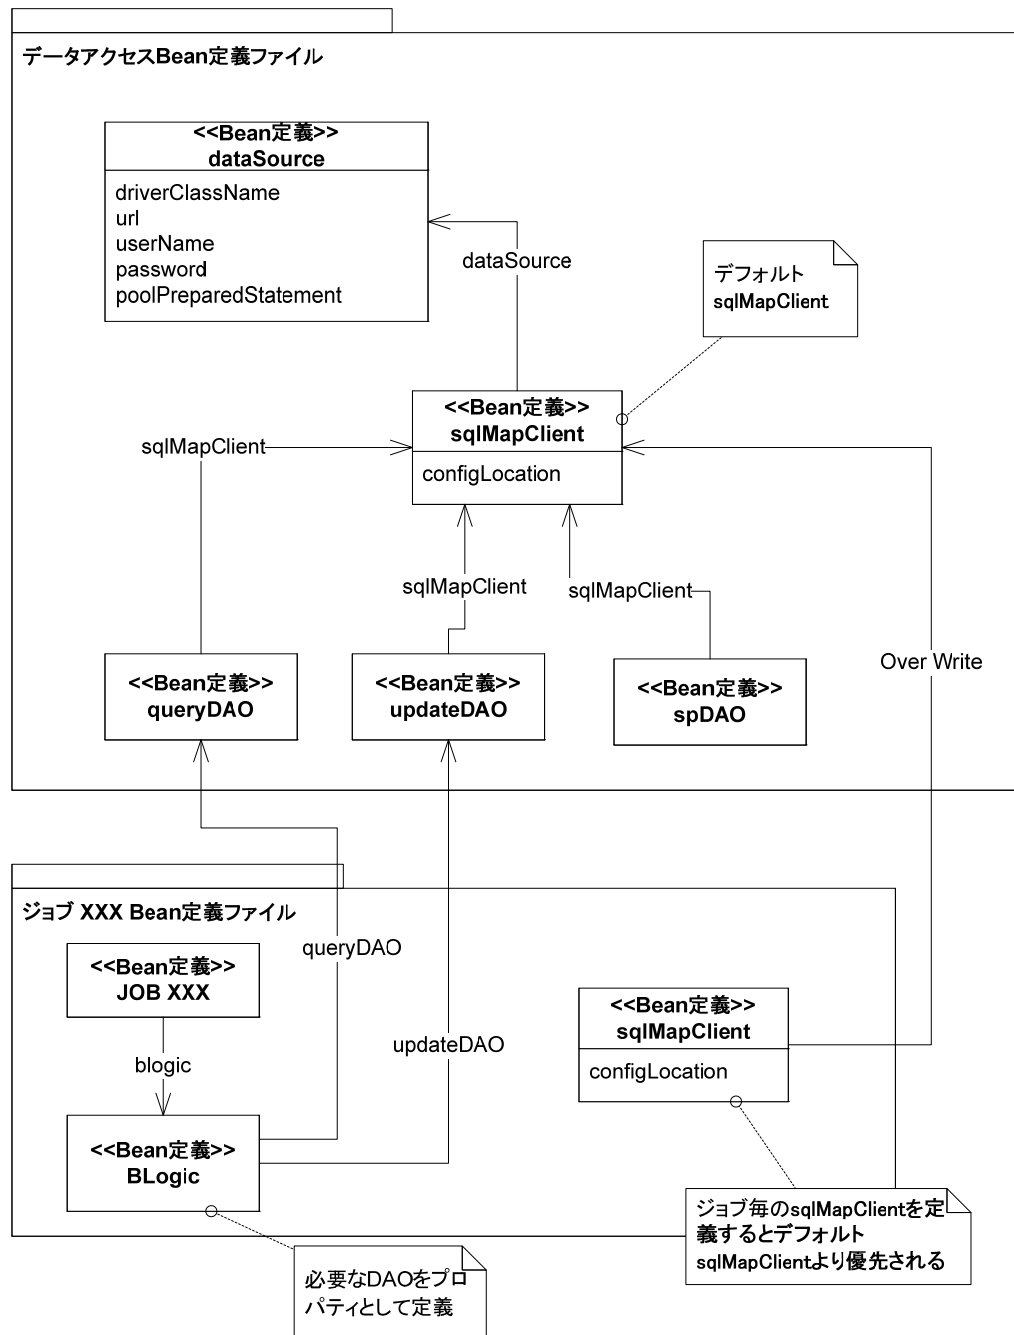 データアクセスBean定義ファイル
<<Bean定義>>
dataSource
driverClassName
url
userName
password
poolPreparedStatement
dataSource
デフォルト
sqlMapClient
<<Bean定義>>
sqlMapClient
configLocation
sqlMapClient
sqlMapClient
sqlMapClient
<<Bean定義>>
queryDAO
<<Bean定義>>
updateDAO
<<Bean定義>>
spDAO
Over Write
ジョブ XXX Bean定義ファイル
<<Bean定義>>
JOB XXX
queryDAO
updateDAO
blogic
<<Bean定義>>
sqlMapClient
configLocation
<<Bean定義>>
BLogic
ジョブ毎のsqlMapClientを定
義するとデフォルト
sqlMapClientより優先される
必要なDAOをプロ
パティとして定義